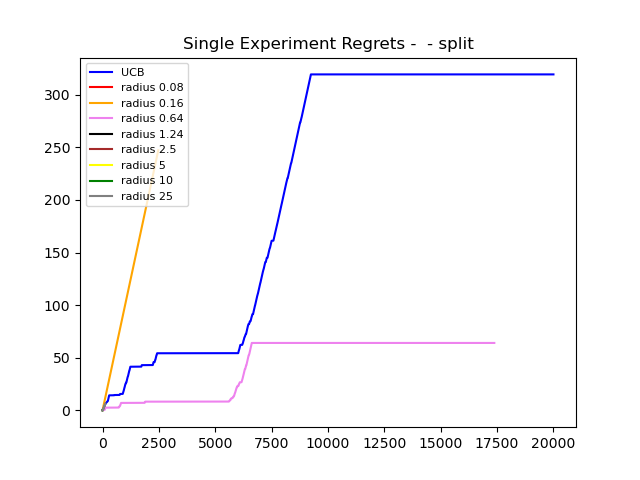 Single Experiment Regrets -  - split
UCB
radius 0.08
radius 0.16
radius 0.64
radius 1.24
radius 2.5
radius 5
radius 10
radius 25
300
250
200
150
100
50
0
0 2500 5000 7500 10000 12500 15000 17500 20000